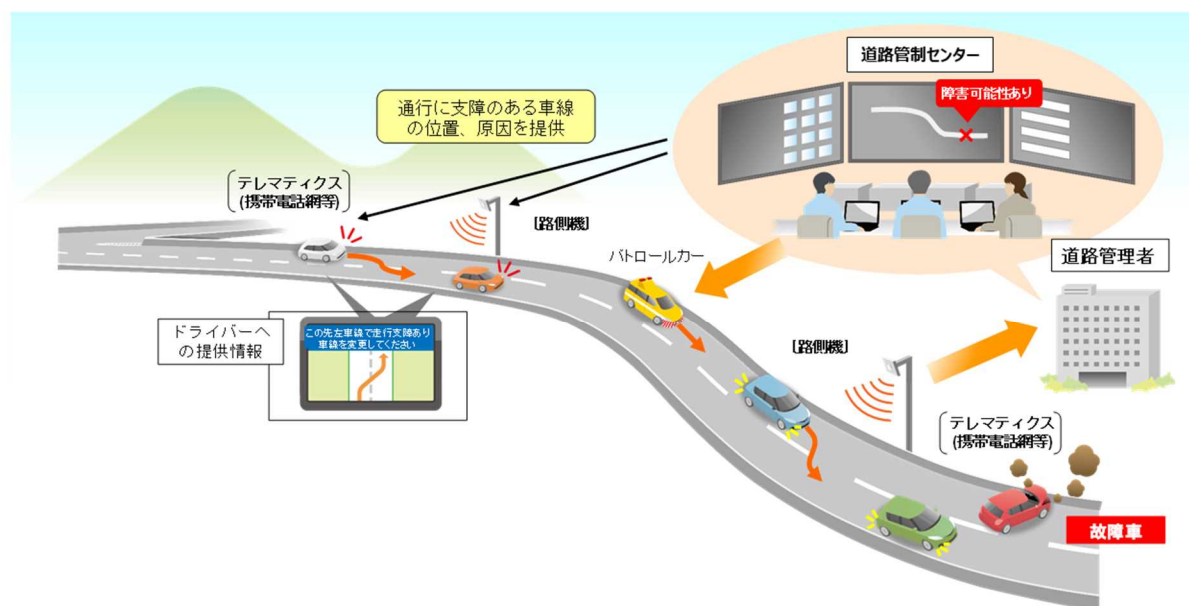 道路管制センター
障害可能性あり
通行に支障のある車線
の位置、原因を提供
テレマティクス
(携帯電話網等)
[路側機]
パトロールカー
道路管理者
ドライバーへ
の提供情報
この先左車線で走行支障あり
車線を変更してください
[路側機]
テレマティクス
(携帯電話網等)
故障車